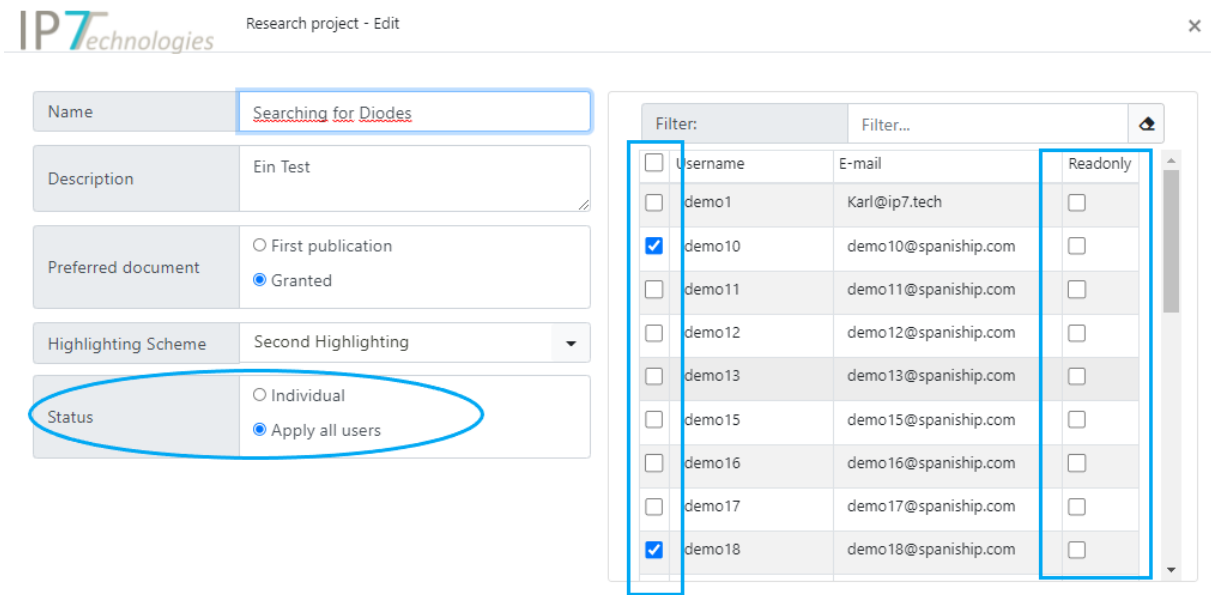 IP7Technologies
Research project - Edit
Name
Searching for Diodes
Description
Ein Test
Preferred document
First publication
Granted
Highlighting Scheme
Second Highlighting
Status
Individual
Apply all users
Filter:
Filter...
Username E-mail Readonly
demo1 Karl@ip7.tech
demo10 demo10@spaniship.com
demo11 demo11@spaniship.com
demo12 demo12@spaniship.com
demo13 demo13@spaniship.com
demo15 demo15@spaniship.com
demo16 demo16@spaniship.com
demo17 demo17@spaniship.com
demo18 demo18@spaniship.com